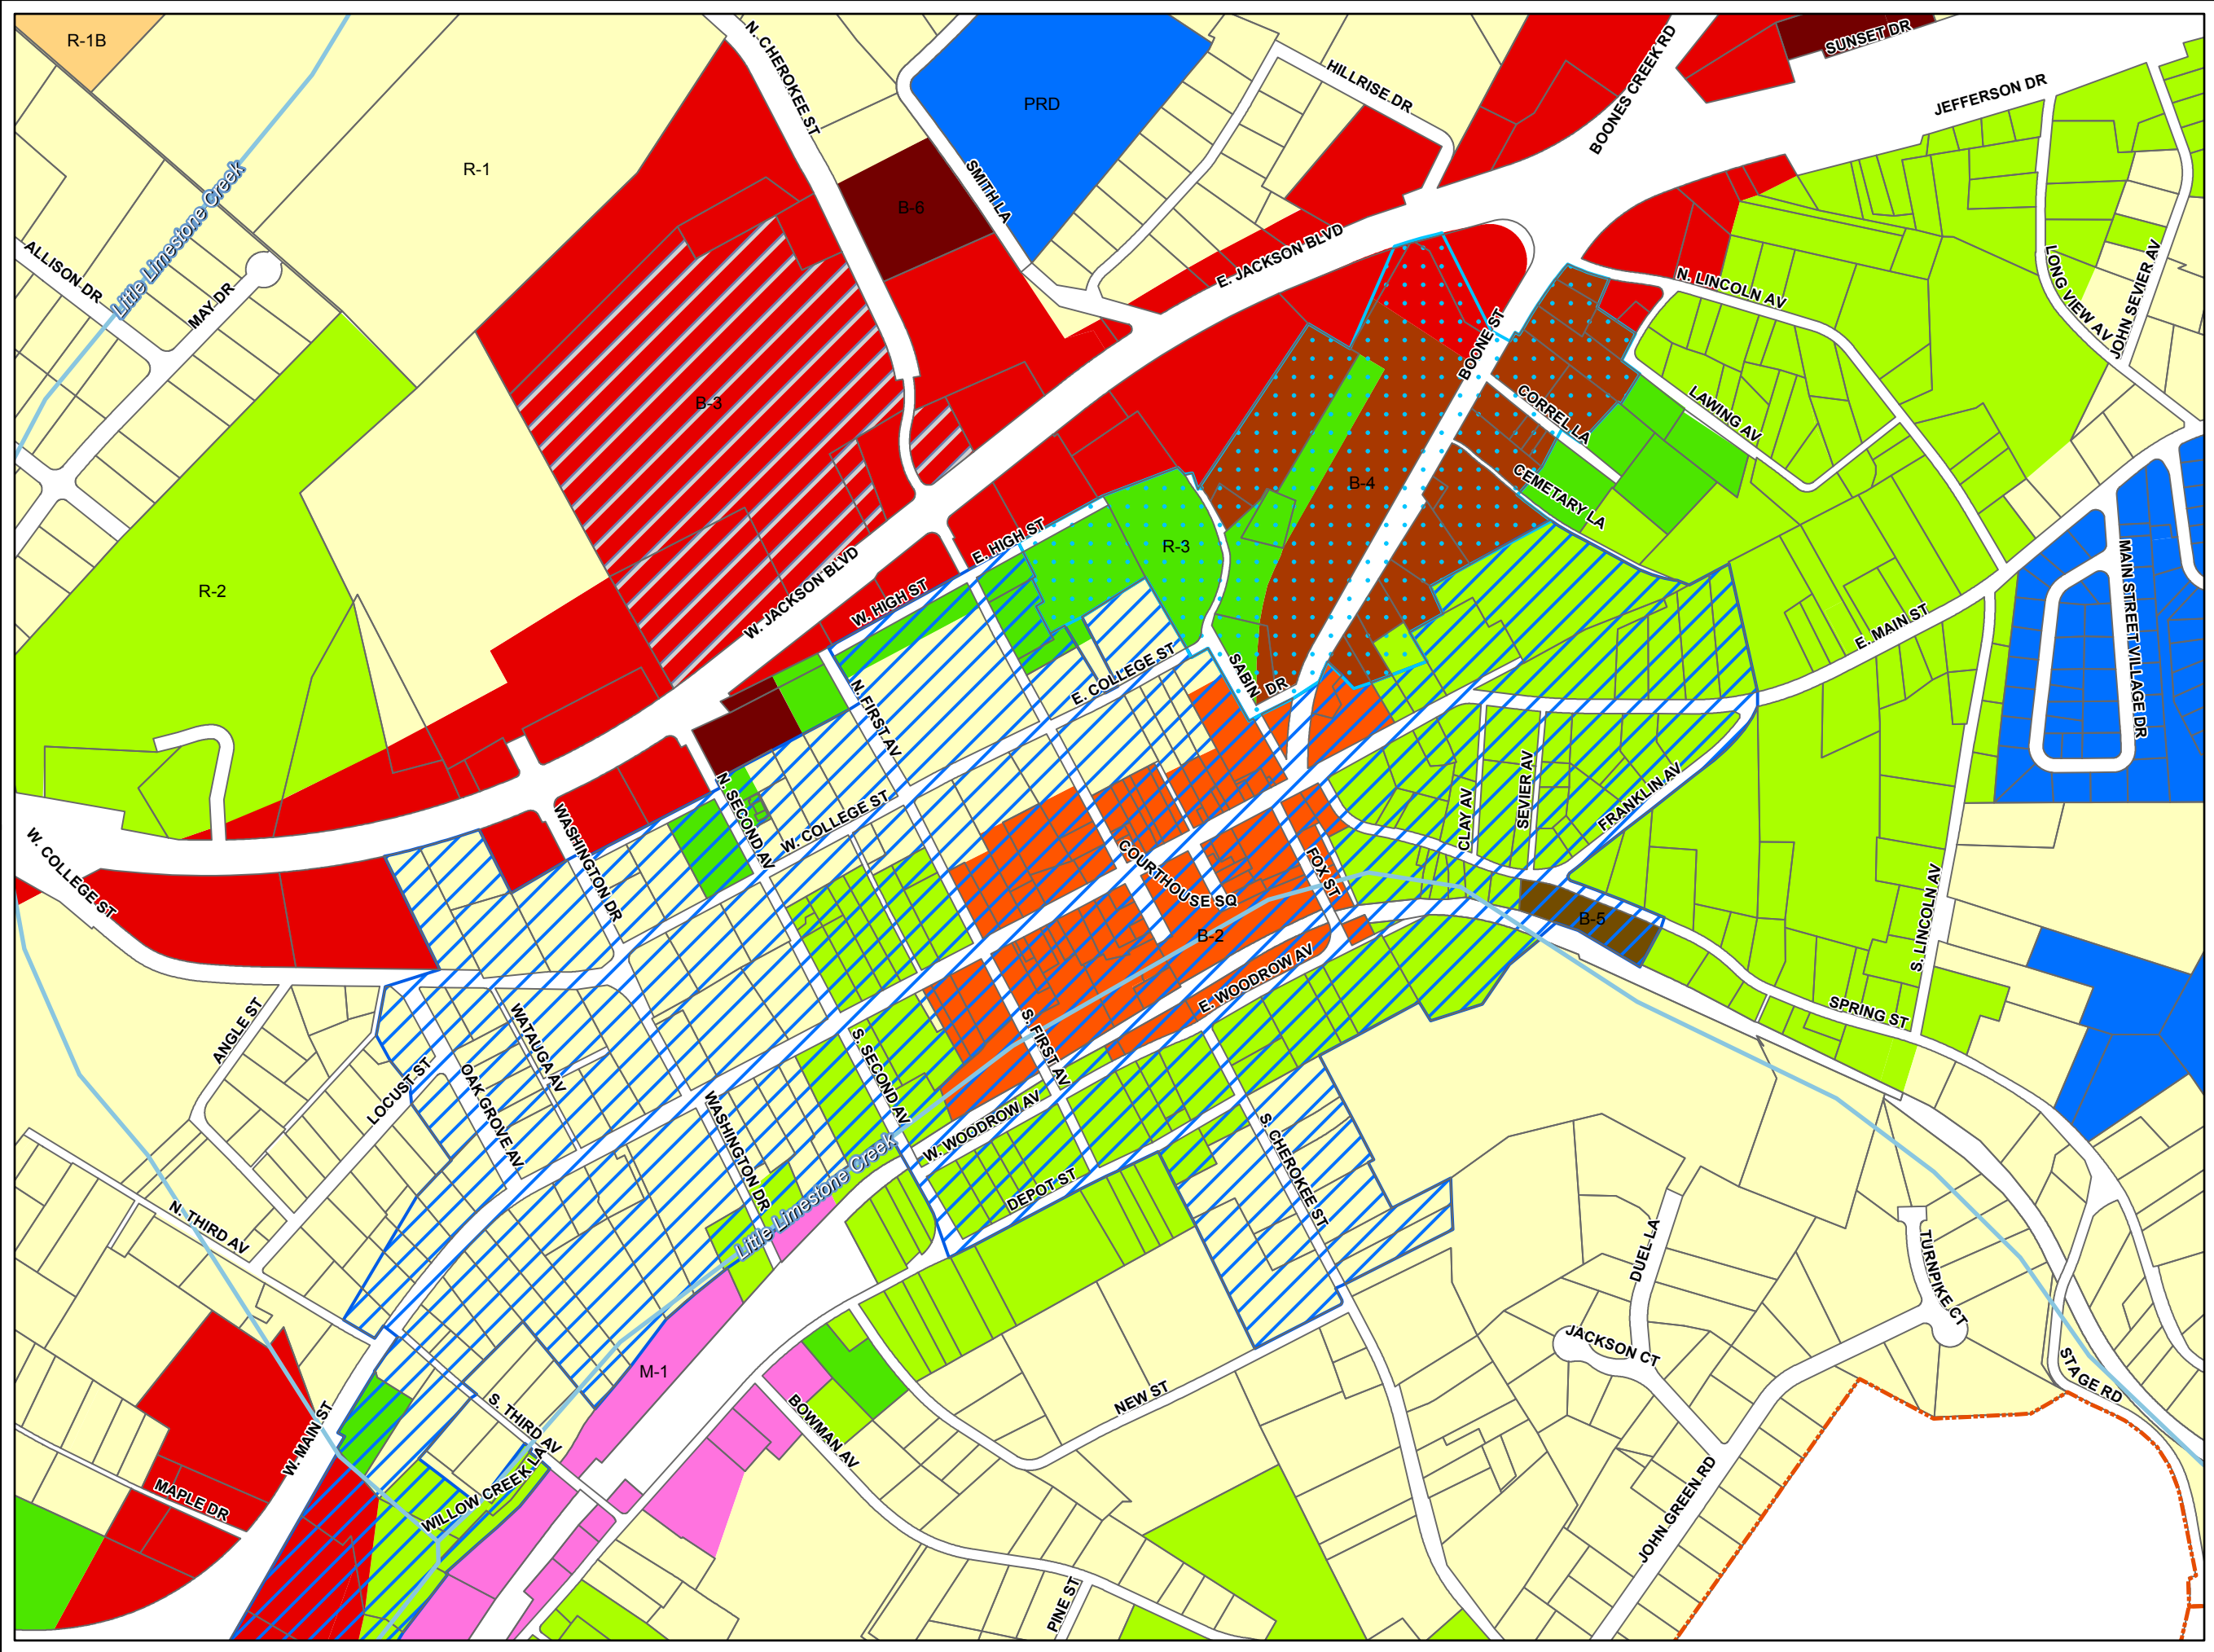 R-1B
N. CHEROKEE ST
SUNSET DR
BOONES CREEK RD
HILLRISE DR
JEFFERSON DR
PRD
R-1
SMITH LA
B-6
Little Limestone Creek
ALLISON DR
MAY DR
E. JACKSON BLVD
N. LINCOLN AV
LONG VIEW AV
JOHN SEVIER AV
BOONE ST
B-3
CORREL LA
LAWING AV
B-4
CEMETARY LA
E. HIGH ST
R-3
W. JACKSON BLVD
W. HIGH ST
R-2
MAIN STREET VILLAGE DR
E. MAIN ST
E. COLLEGE ST
SABIN DR
N. FIRST AV
N. SECOND AV
W. COLLEGE ST
WASHINGTON DR
CLAY AV
SEVIER AV
FRANKLIN AV
W. COLLEGE ST
COURTHOUSE SQ
FOX ST
B-2
B-5
S. LINCOLN AV
E. WOODROW AV
SPRING ST
ANGLE ST
WATAUGA AV
LOCUST ST
OAK GROVE AV
S. SECOND AV
S. FIRST AV
WASHINGTON DR
W. WOODROW AV
Little Limestone Creek
DEPOT ST
S. CHEROKEE ST
N. THIRD AV
DUEL LA
TURNPIKE CT
JACKSON CT
M-1
STAGE RD
NEW ST
BOWMAN AV
S. THIRD AV
W. MAIN ST
WILLOW CREEK LA
MAPLE DR
JOHN GREEN RD
PINE ST